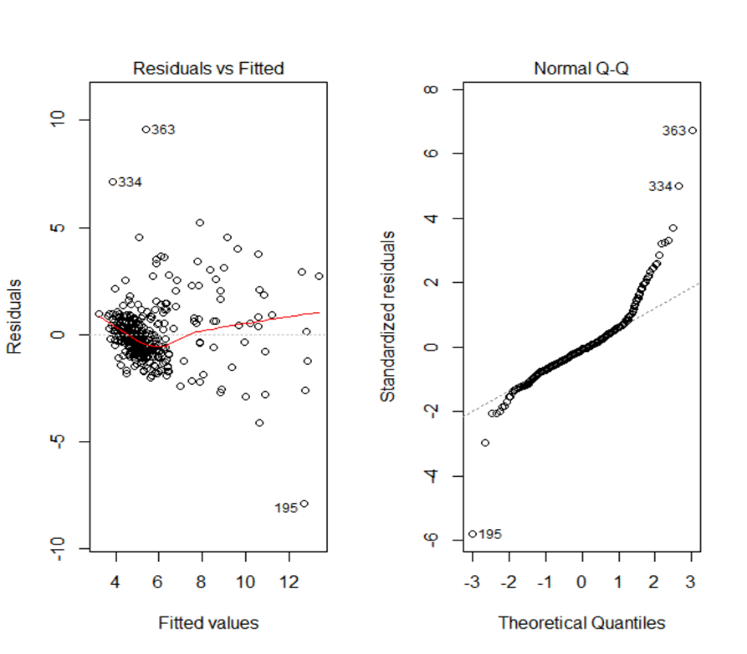 Residuals vs Fitted
10
5
0
-5
-10
Residuals
363
334
195
4 6 8 10 12
Fitted values
Normal Q-Q
8
6
4
2
0
-2
-4
-6
Standardized residuals
363
334
195
-3 -2 -1 0 1 2 3
Theoretical Quantiles